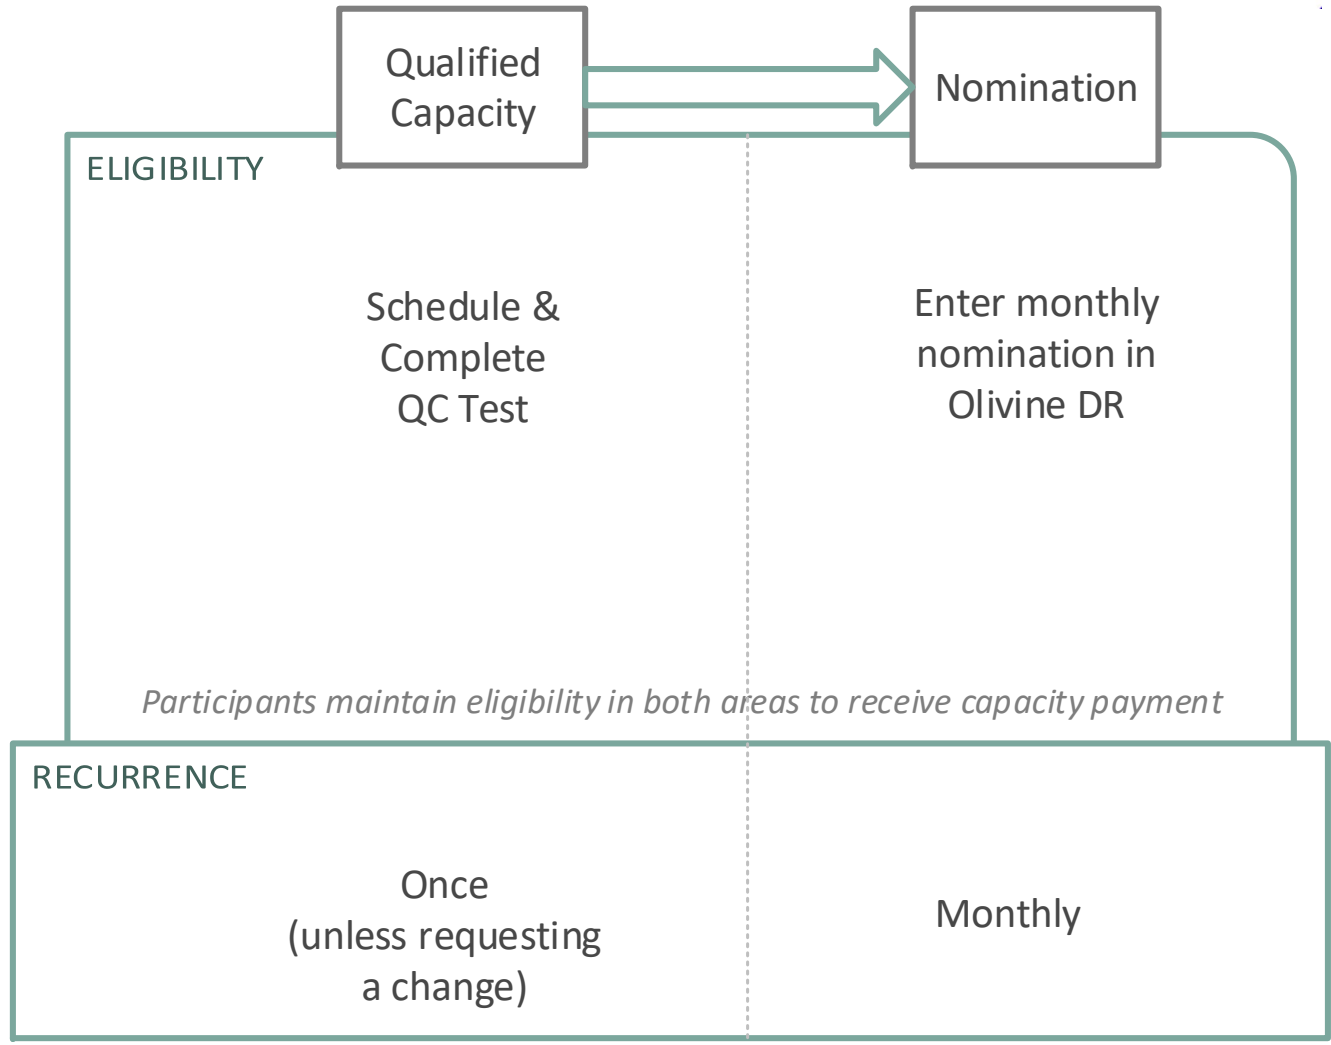 Qualified
Capacity
Nomination
ELIGIBILITY
Schedule &
Complete
QC Test
Enter monthly
nomination in
Olivine DR
Participants maintain eligibility in both areas to receive capacity payment
RECURRENCE
Once
(unless requesting
a change)
Monthly